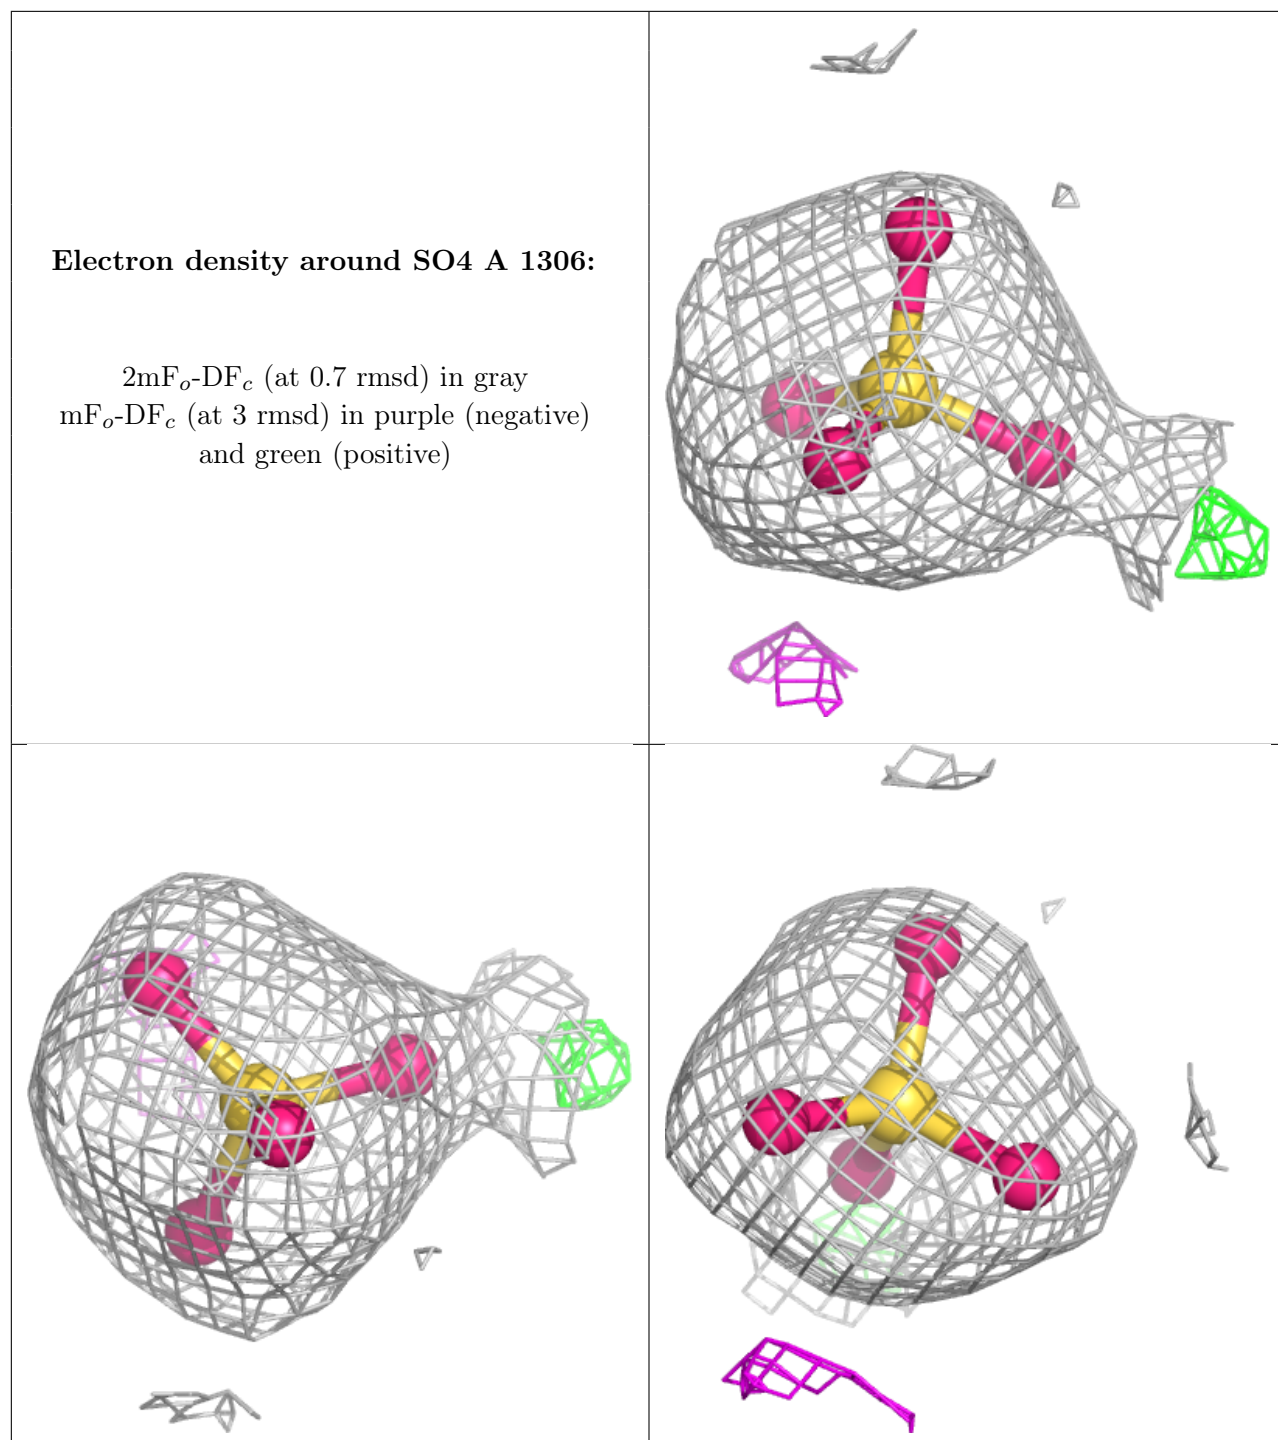 Electron density around SO4 A 1306:
2mFo-DFc (at 0.7 rmsd) in gray
mFo-DFc (at 3 rmsd) in purple (negative)
and green (positive)